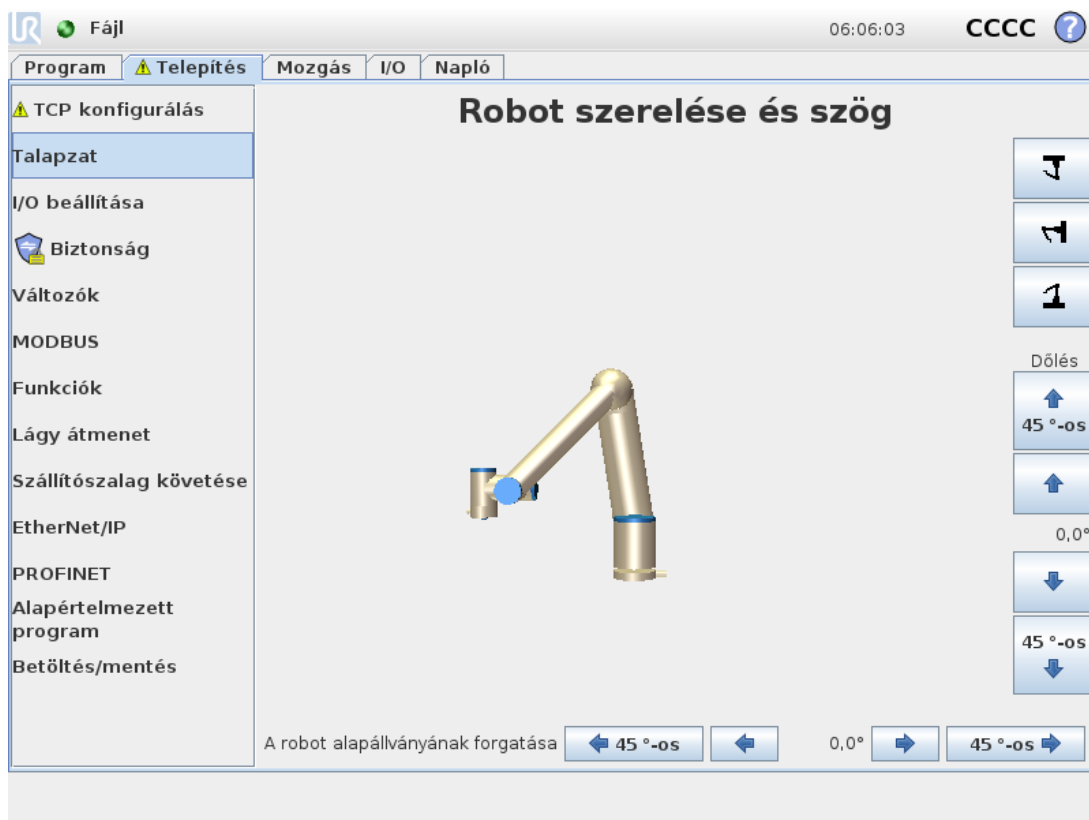 UR Fájl 06:06:03 CCCC ?
Program Telepítés Mozgás I/O Napló
TCP konfigurálás
Talapzat
I/O beállítása
Biztonság
Változók
MODBUS
Funkciók
Lágy átmenet
Szállítószalag követése
EtherNet/IP
PROFINET
Alapértelmezett
program
Betöltés/mentés
Robot szerelése és szög
Dőlés
45 °-os
0,0°
45 °-os
A robot alapállványának forgatása 45 °-os 0,0° 45 °-os